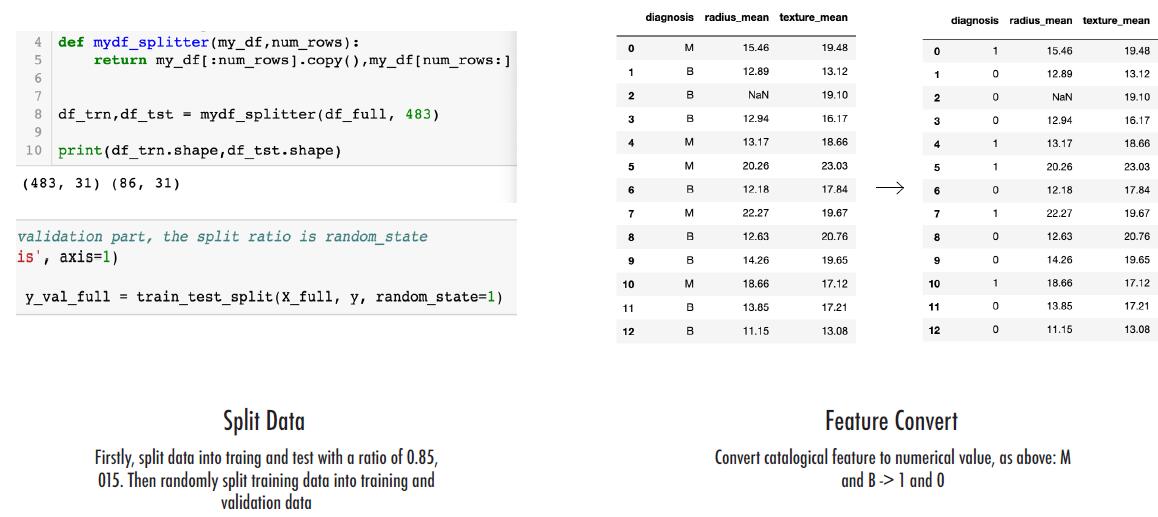 4 def mydf_splitter(my_df,num_rows):
5 return my_df[:num_rows].copy(),my_df[num_rows:]
6
7
8 df_trn,df_tst = mydf_splitter(df_full, 483)
9
10 print(df_trn.shape,df_tst.shape)
(483, 31) (86, 31)
validation part, the split ratio is random_state
is', axis=1)
y_val_full = train_test_split(X_full, y, random_state=1)
Split Data
Firstly, split data into traing and test with a ratio of 0.85,
015. Then randomly split training data into training and
validation data
diagnosis radius_mean texture_mean
0 M 15.46 19.48
1 B 12.89 13.12
2 B NaN 19.10
3 B 12.94 16.17
4 M 13.17 18.66
5 M 20.26 23.03
6 B 12.18 17.84
7 M 22.27 19.67
8 B 12.63 20.76
9 B 14.26 19.65
10 M 18.66 17.12
11 B 13.85 17.21
12 B 11.15 13.08
diagnosis radius_mean texture_mean
0 1 15.46 19.48
1 0 12.89 13.12
2 0 NaN 19.10
3 0 12.94 16.17
4 1 13.17 18.66
5 1 20.26 23.03
6 0 12.18 17.84
7 1 22.27 19.67
8 0 12.63 20.76
9 0 14.26 19.65
10 1 18.66 17.12
11 0 13.85 17.21
12 0 11.15 13.08
Feature Convert
Convert catalogical feature to numerical value, as above: M
and B -> 1 and 0